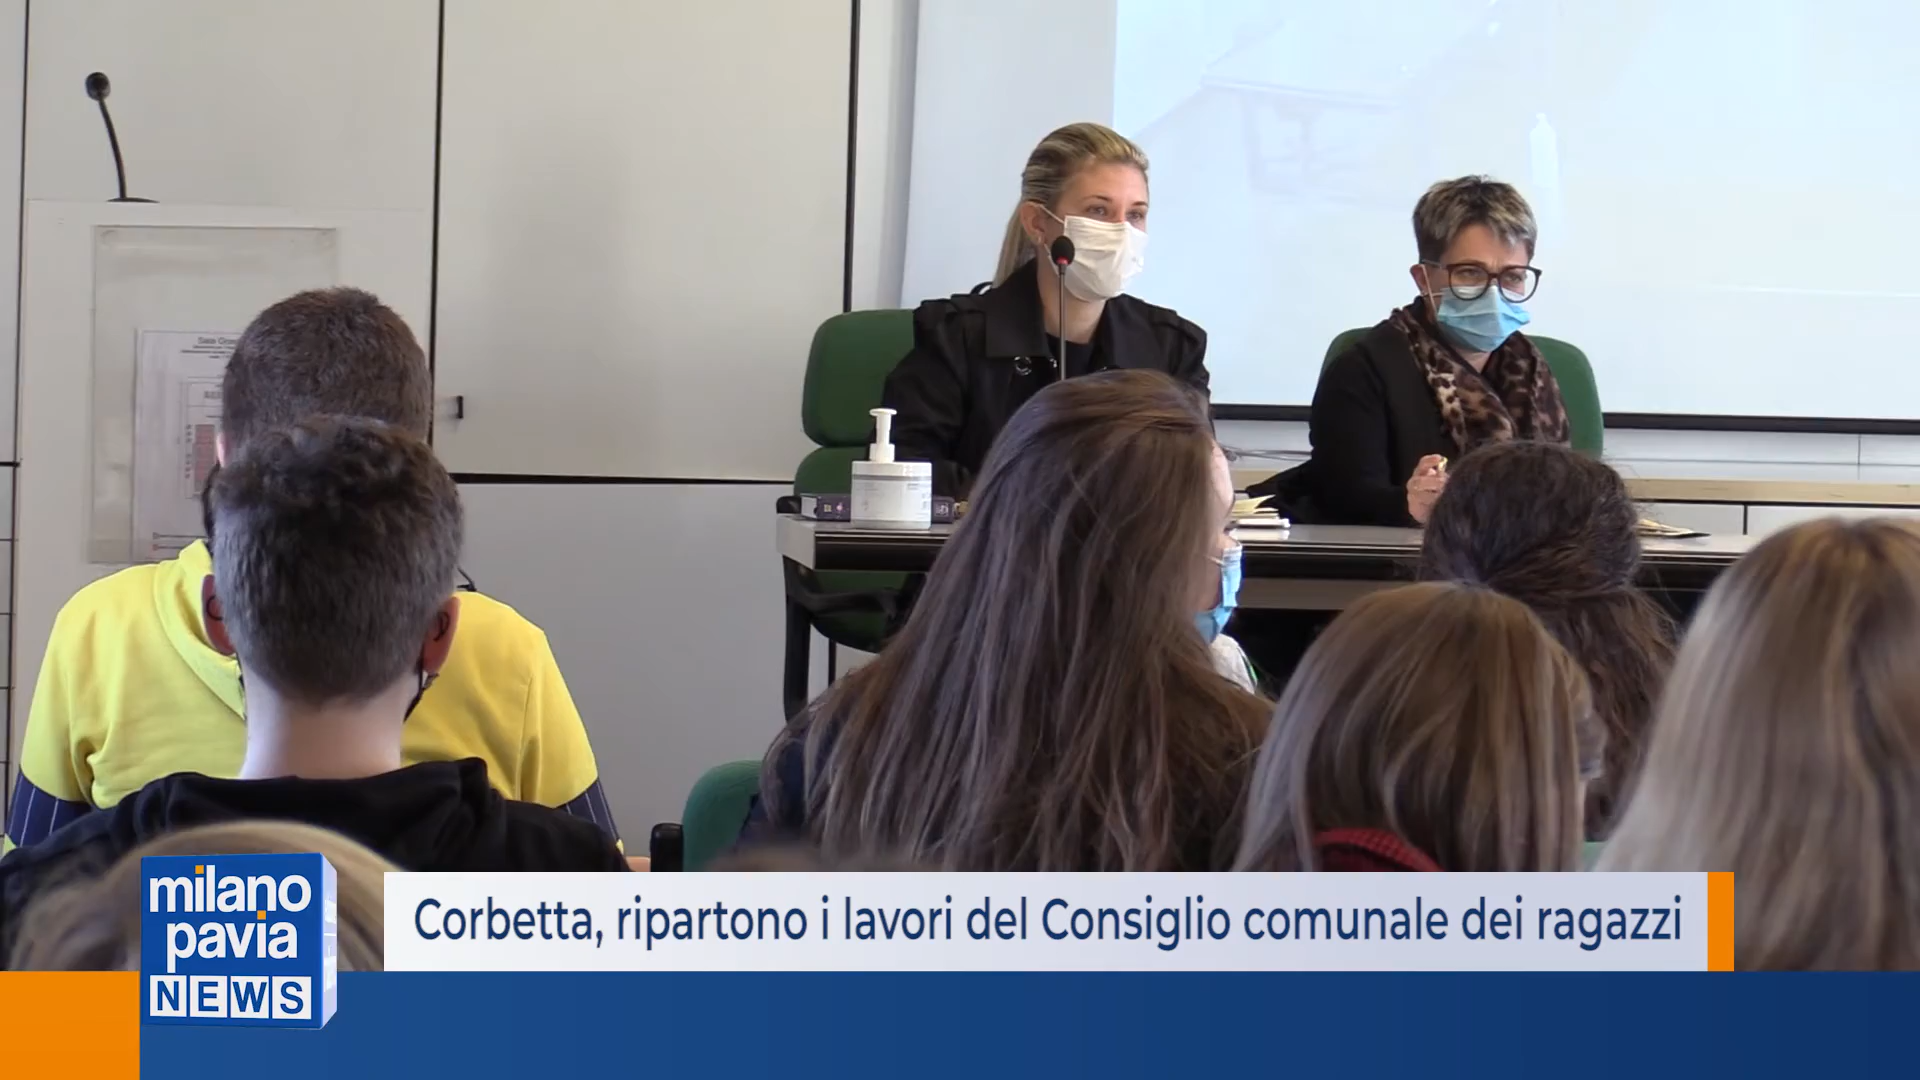 Corbetta, ripartono i lavori del Consiglio comunale dei ragazzi
milano
pavia
NEWS